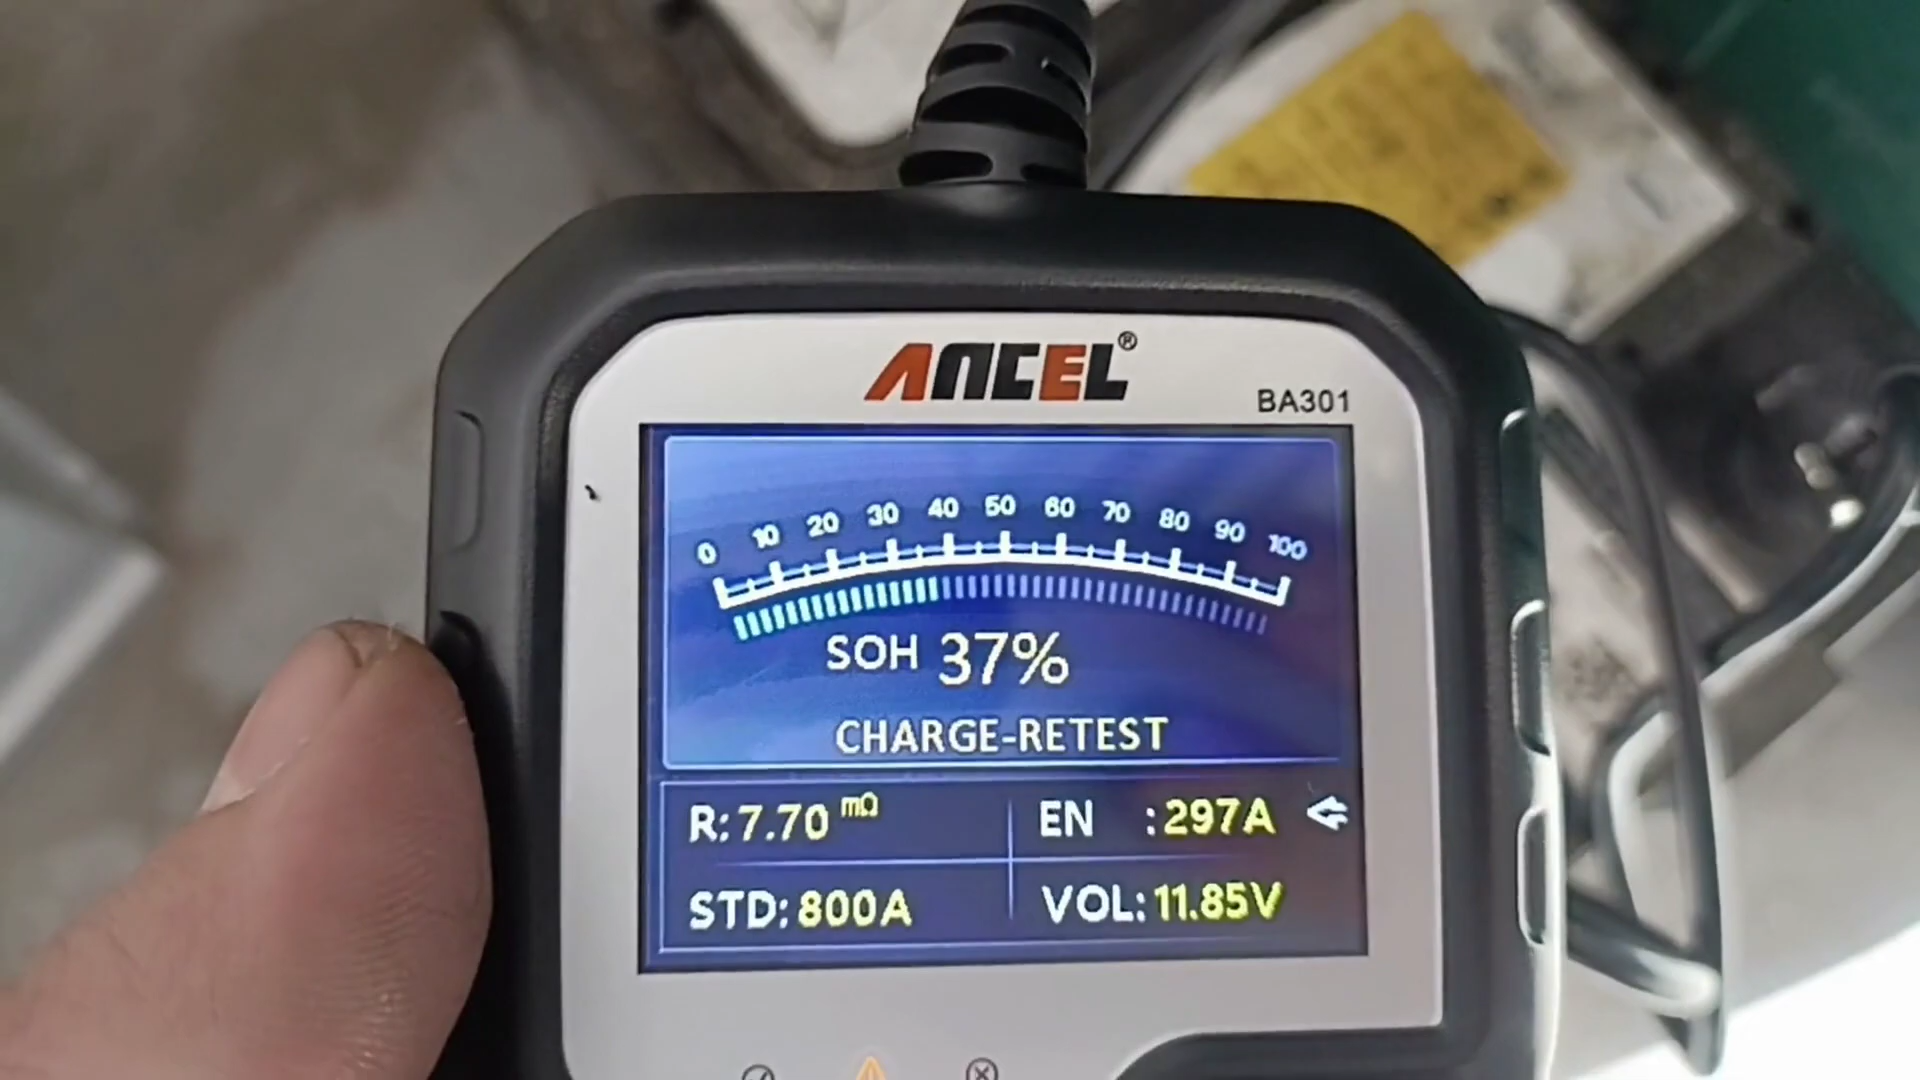 ANCEL®
BA301
0 10 20 30 40 50 60 70 80 90 100
SOH 37%
CHARGE-RETEST
R: 7.70 mΩ
EN : 297A
STD: 800A
VOL: 11.85V